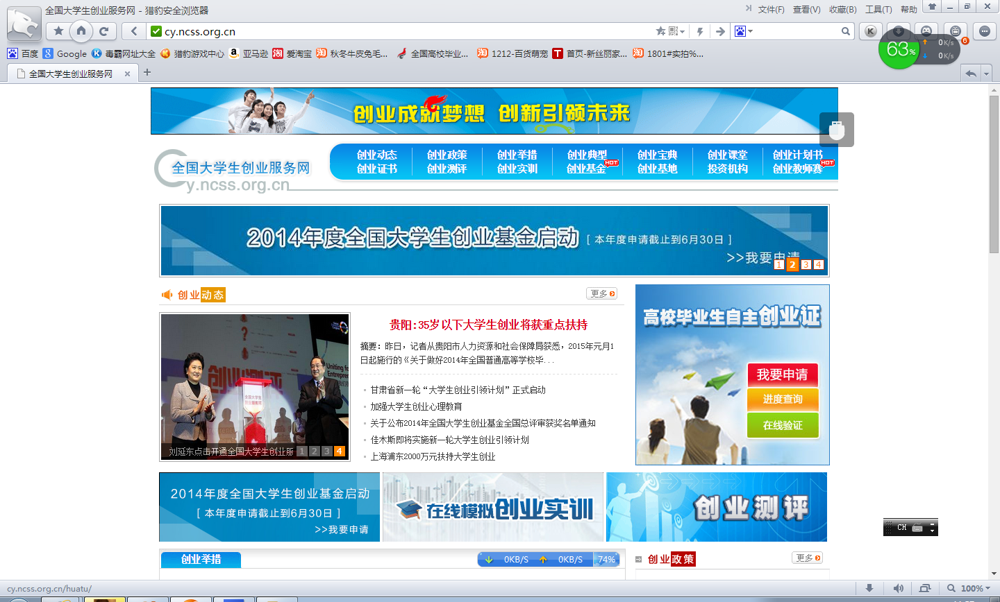 全国大学生创业服务网 - 猎豹安全浏览器
文件(F) 查看(V) 收藏(B) 工具(T) 帮助
cy.ncss.org.cn
百度 Google 毒霸网址大全 猎豹游戏中心 亚马逊 爱淘宝 秋冬牛皮兔毛... 全国高校毕业... 1212-百货萌宠 首页-新丝丽家... 1801#实拍%...
63% 0K/s
0K/s
6
全国大学生创业服务网
创业成就梦想 创新引领未来
全国大学生创业服务网
cy.ncss.org.cn
创业动态 创业政策 创业举措 创业典型 创业宝典 创业课堂 创业计划书
创业证书 创业测评 创业实训 创业基金 HOT 创业基地 投资机构 创业教师赛 HOT
2014年度全国大学生创业基金启动 [ 本年度申请截止到6月30日 ]
>>我要申请
1 2 3 4
创业动态 更多
贵阳:35岁以下大学生创业将获重点扶持
摘要：昨日，记者从贵阳市人力资源和社会保障局获悉，2015年元月1
日起施行的《关于做好2014年全国普通高等学校毕...
甘肃省新一轮“大学生创业引领计划”正式启动
加强大学生创业心理教育
关于公布2014年全国大学生创业基金全国总评审获奖名单通知
佳木斯即将实施新一轮大学生创业引领计划
上海浦东2000万元扶持大学生创业
创业测评
全国大学生
创业服务网
Uniting for
Entrepre
刘延东点击开通全国大学生创业服
1 2 3 4
高校毕业生自主创业证
我要申请
进度查询
在线验证
2014年度全国大学生创业基金启动
[ 本年度申请截止到6月30日 ]
>>我要申请
在线模拟创业实训
创业测评
创业举措
0KB/S 0KB/S 74%
创业政策 更多
CH
cy.ncss.org.cn/huatu/
100%